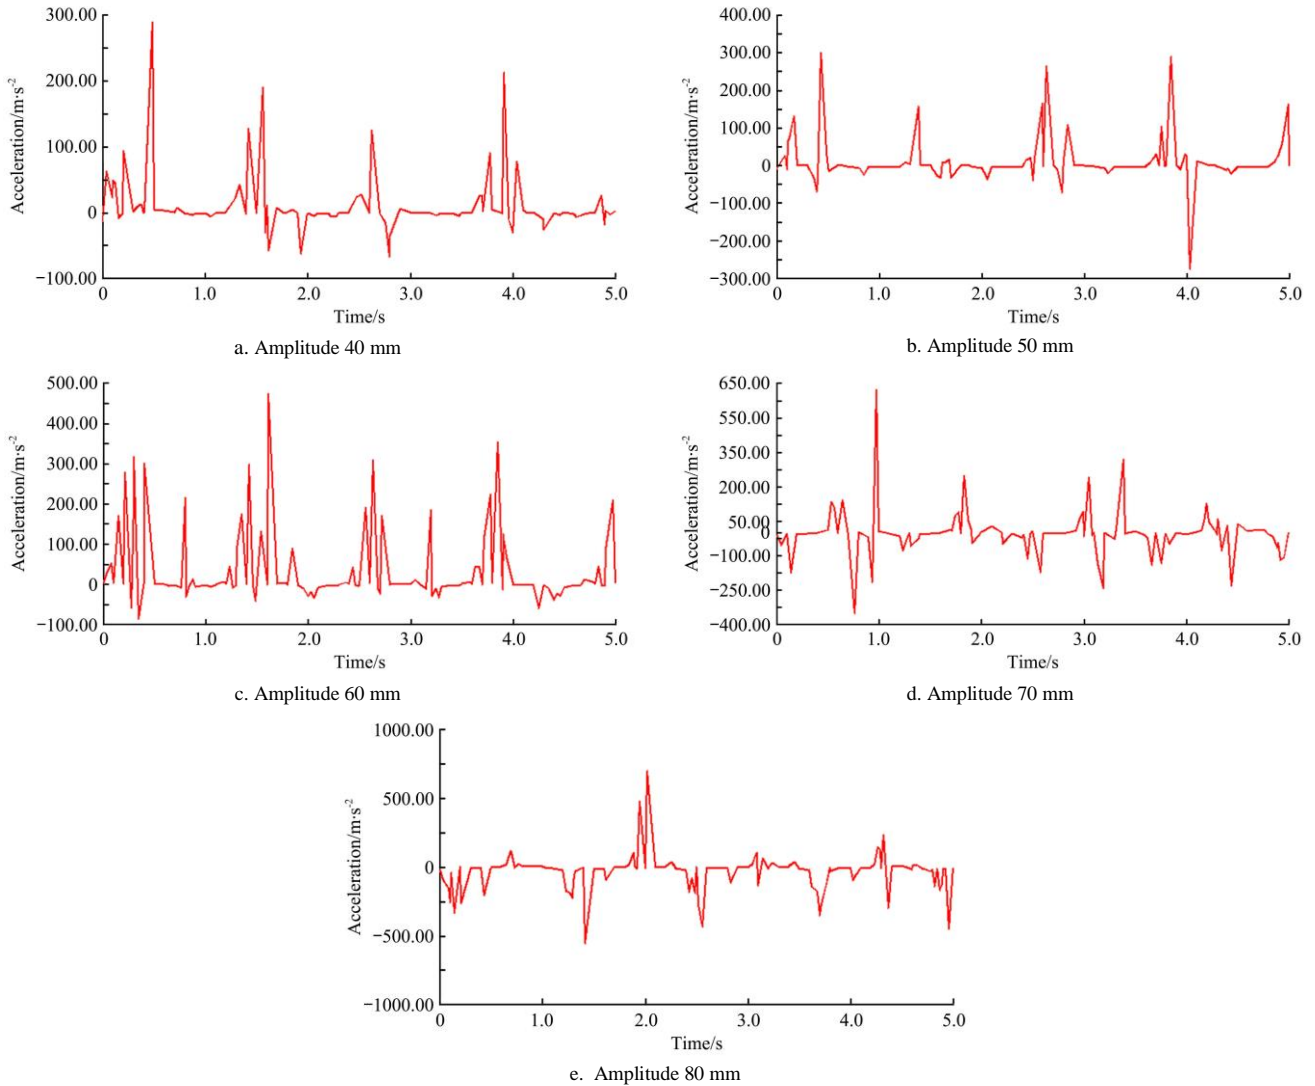 300.00
200.00
100.00
0
−100.00
Acceleration/m·s⁻²
0 1.0 2.0 3.0 4.0 5.0
Time/s
a. Amplitude 40 mm
400.00
300.00
200.00
100.00
0
−100.00
−200.00
−300.00
Acceleration/m·s⁻²
0 1.0 2.0 3.0 4.0 5.0
Time/s
b. Amplitude 50 mm
500.00
400.00
300.00
200.00
100.00
0
−100.00
Acceleration/m·s⁻²
0 1.0 2.0 3.0 4.0 5.0
Time/s
c. Amplitude 60 mm
650.00
550.00
350.00
200.00
50.00
0
−100.00
−250.00
−400.00
Acceleration/m·s⁻²
0 1.0 2.0 3.0 4.0 5.0
Time/s
d. Amplitude 70 mm
1000.00
500.00
0
−500.00
−1000.00
Acceleration/m·s⁻²
0 1.0 2.0 3.0 4.0 5.0
Time/s
e. Amplitude 80 mm